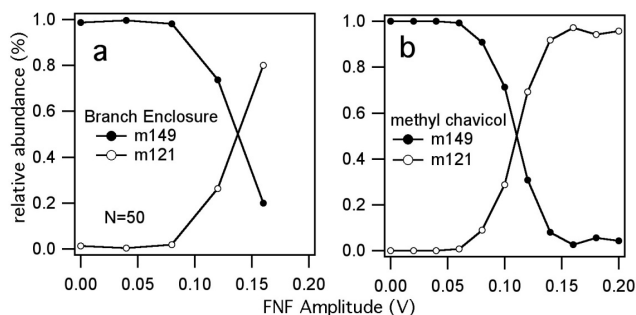 relative abundance (%)
1.0
0.8
0.6
0.4
0.2
0.0
a
Branch Enclosure
m149
m121
N=50
0.00 0.05 0.10 0.15 0.20
1.0
0.8
0.6
0.4
0.2
0.0
b
methyl chavicol
m149
m121
0.00 0.05 0.10 0.15 0.20
FNF Amplitude (V)